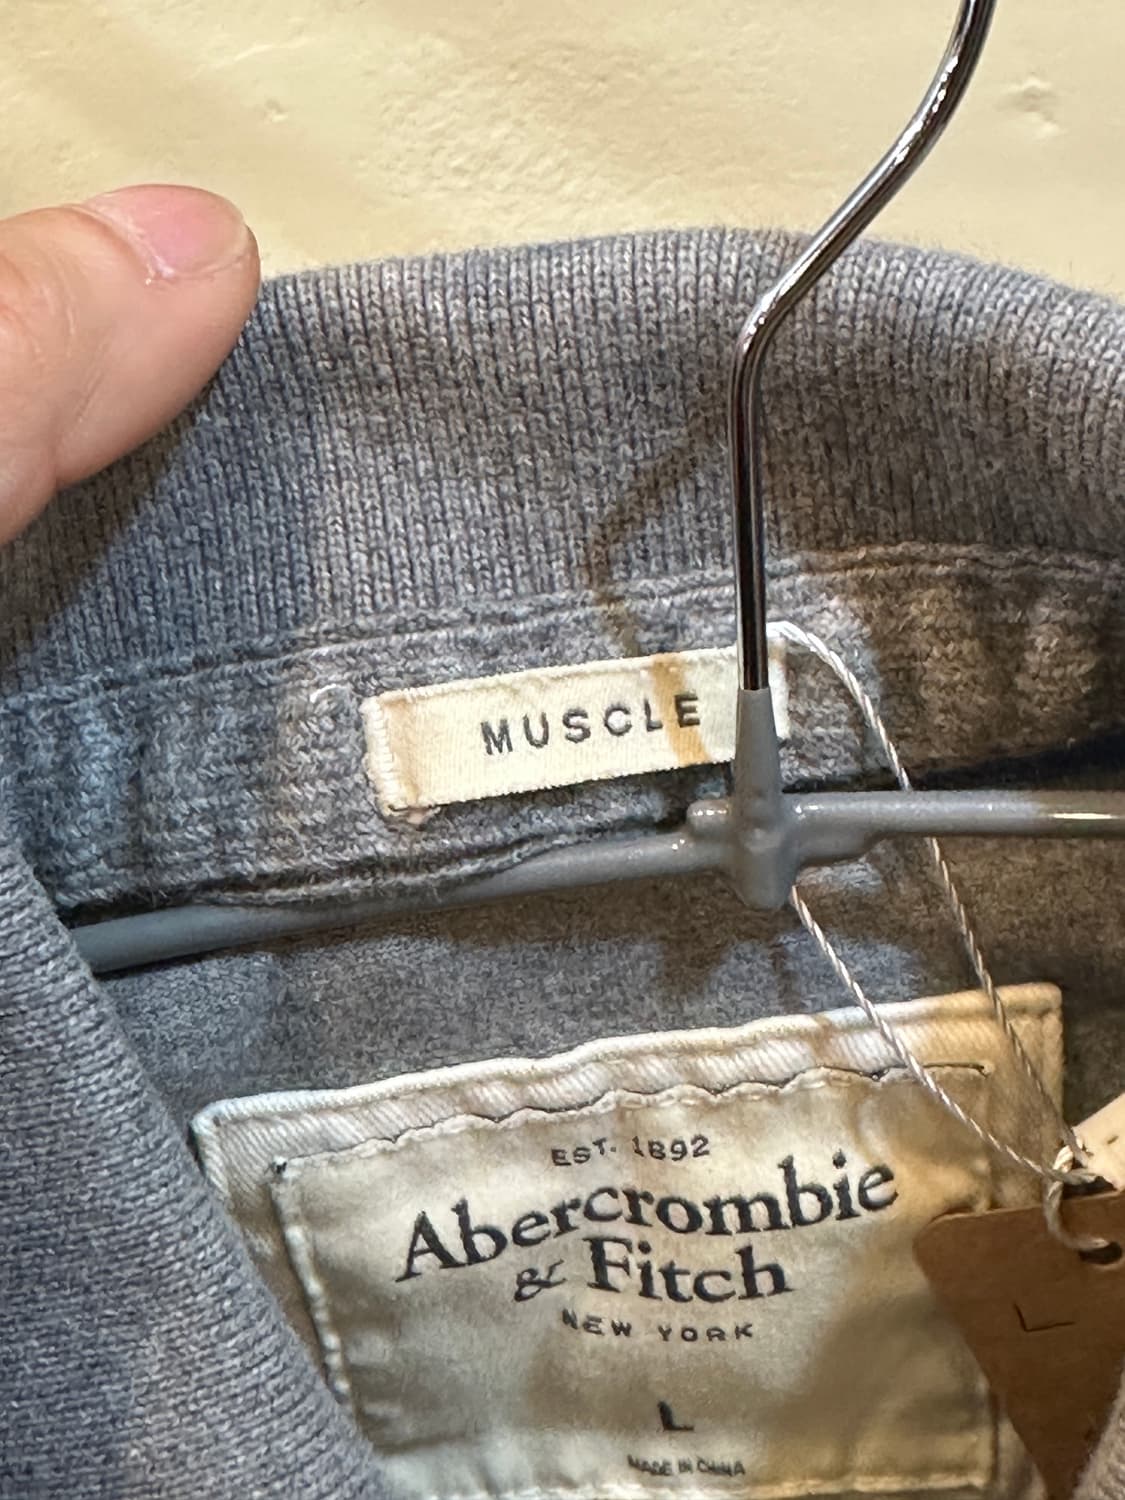 MUSCLE
EST. 1892
Abercrombie
& Fitch
NEW YORK
L
MADE IN CHINA
L